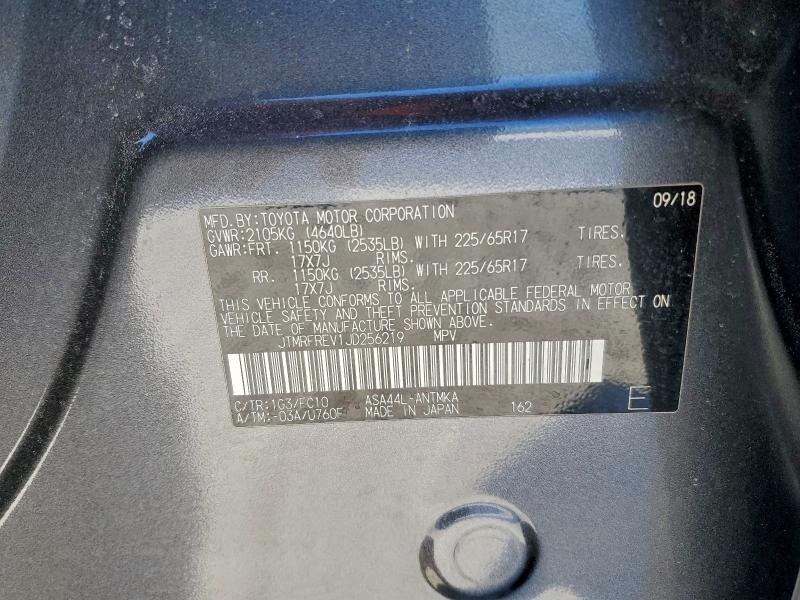 09/18
MFD.BY:TOYOTA MOTOR CORPORATION
GVWR:2105KG (4640LB)
GAWR:FRT. 1150KG (2535LB) WITH 225/65R17 TIRES.
17X7J RIMS.
RR. 1150KG (2535LB) WITH 225/65R17 TIRES.
17X7J RIMS.
THIS VEHICLE CONFORMS TO ALL APPLICABLE FEDERAL MOTOR
VEHICLE SAFETY AND THEFT PREVENTION STANDARDS IN EFFECT ON
THE DATE OF MANUFACTURE SHOWN ABOVE.
JTMRFREV1JD256219 MPV
C/TR:1G3/FC10 ASA44L-ANTMKA
A/TM:-03A/U760F MADE IN JAPAN 162 E